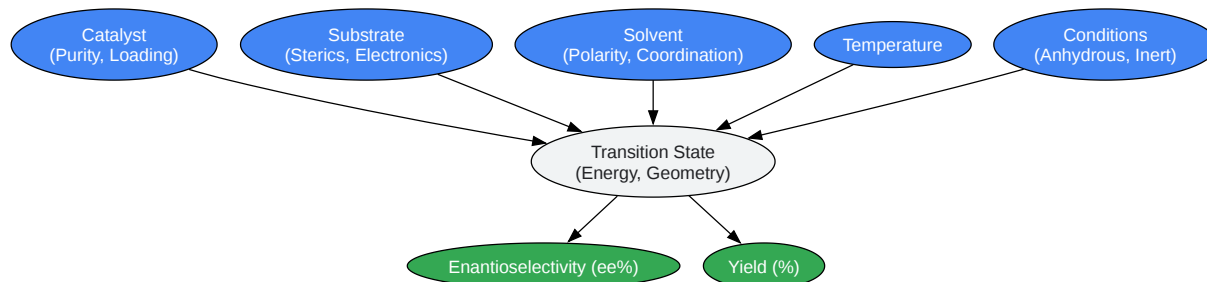 Catalyst
(Purity, Loading)
Substrate
(Sterics, Electronics)
Solvent
(Polarity, Coordination)
Temperature
Conditions
(Anhydrous, Inert)
Transition State
(Energy, Geometry)
Enantioselectivity (ee%)
Yield (%)